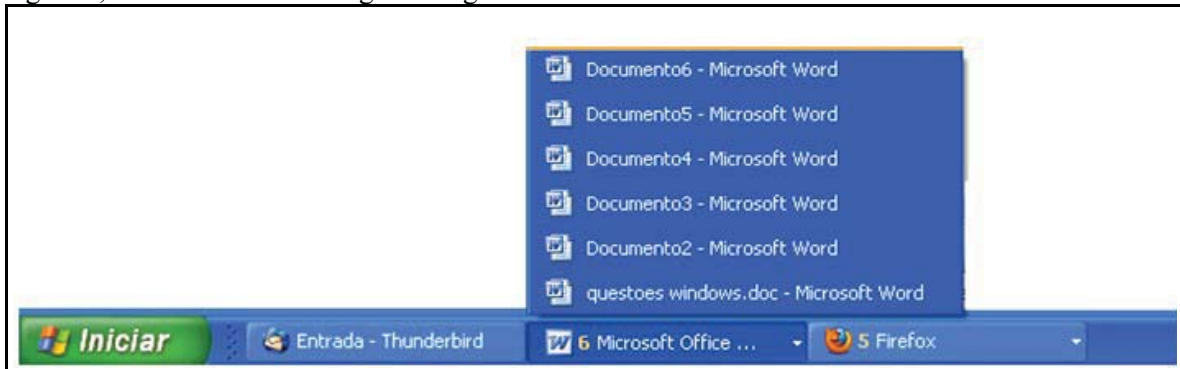 Documento6 - Microsoft Word
Documento5 - Microsoft Word
Documento4 - Microsoft Word
Documento3 - Microsoft Word
Documento2 - Microsoft Word
questoes windows.doc - Microsoft Word
Iniciar Entrada - Thunderbird 6 Microsoft Office ... 5 Firefox